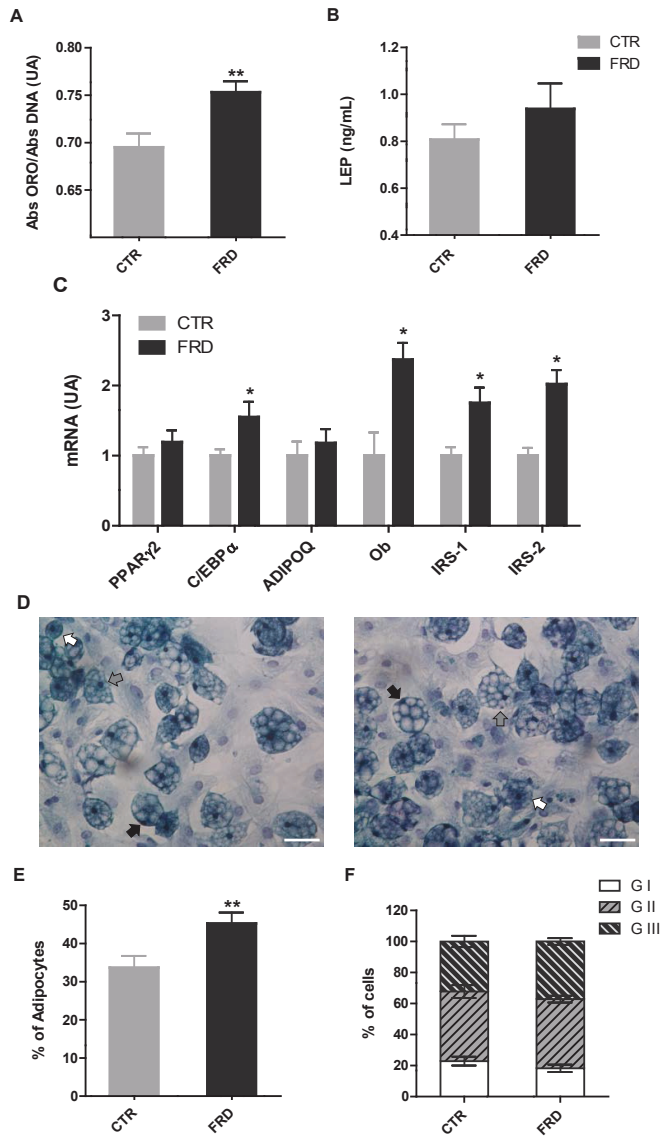 A
Abs ORO/Abs DNA (UA)
0.80
0.75
0.70
0.65
**
CTR
FRD
B
LEP (ng/mL)
1.2
1.0
0.8
0.6
0.4
CTR
FRD
CTR
FRD
C
mRNA (UA)
3
2
1
0
CTR
FRD
*
*
*
*
PPARγ2
C/EBPα
ADIPOQ
Ob
IRS-1
IRS-2
D
E
% of Adipocytes
50
40
30
20
10
0
**
CTR
FRD
F
% of cells
120
100
80
60
40
20
0
G I
G II
G III
CTR
FRD